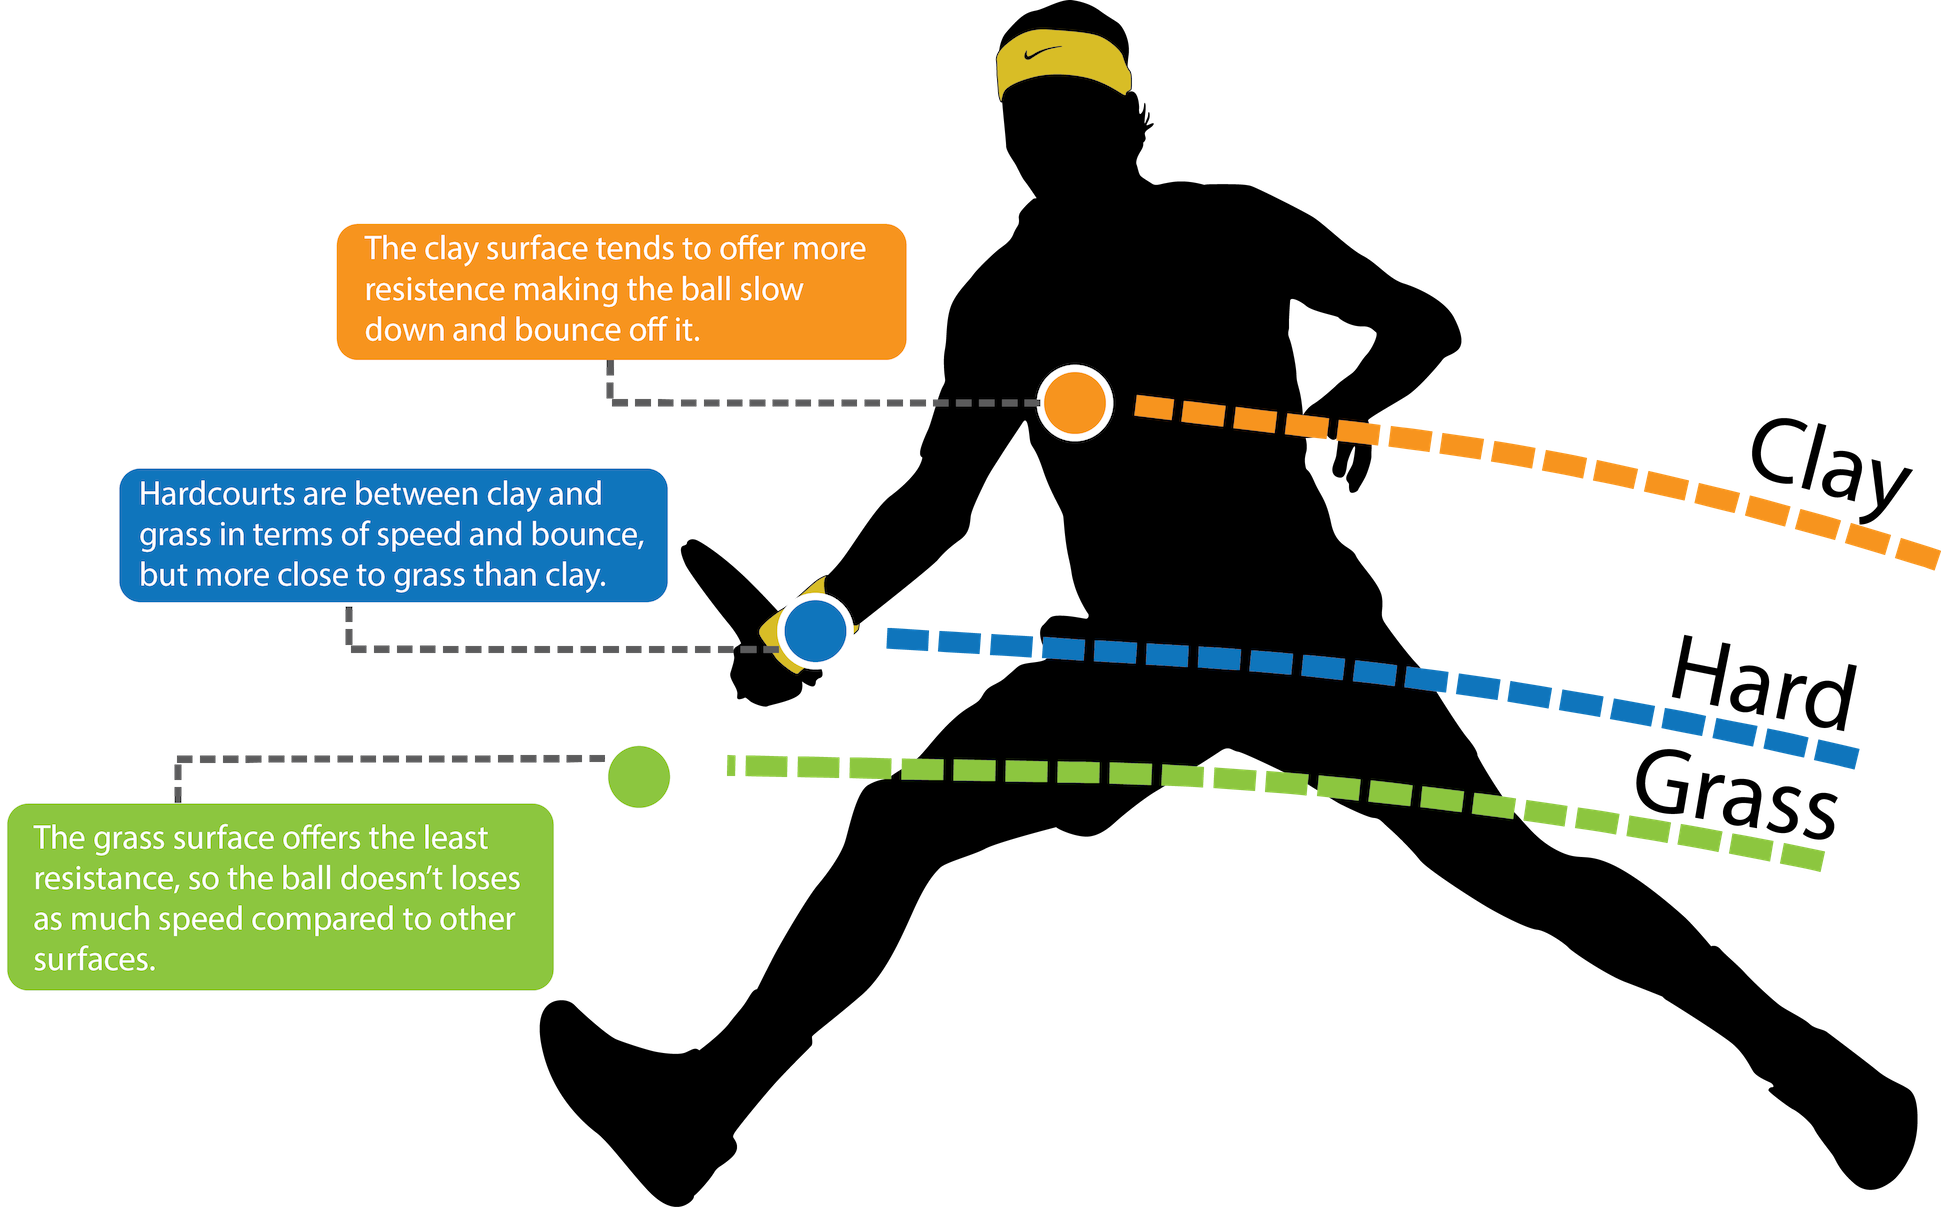 The clay surface tends to offer more
resistence making the ball slow
down and bounce off it.
Clay
Hardcourts are between clay and
grass in terms of speed and bounce,
but more close to grass than clay.
Hard
Grass
The grass surface offers the least
resistance, so the ball doesn’t loses
as much speed compared to other
surfaces.